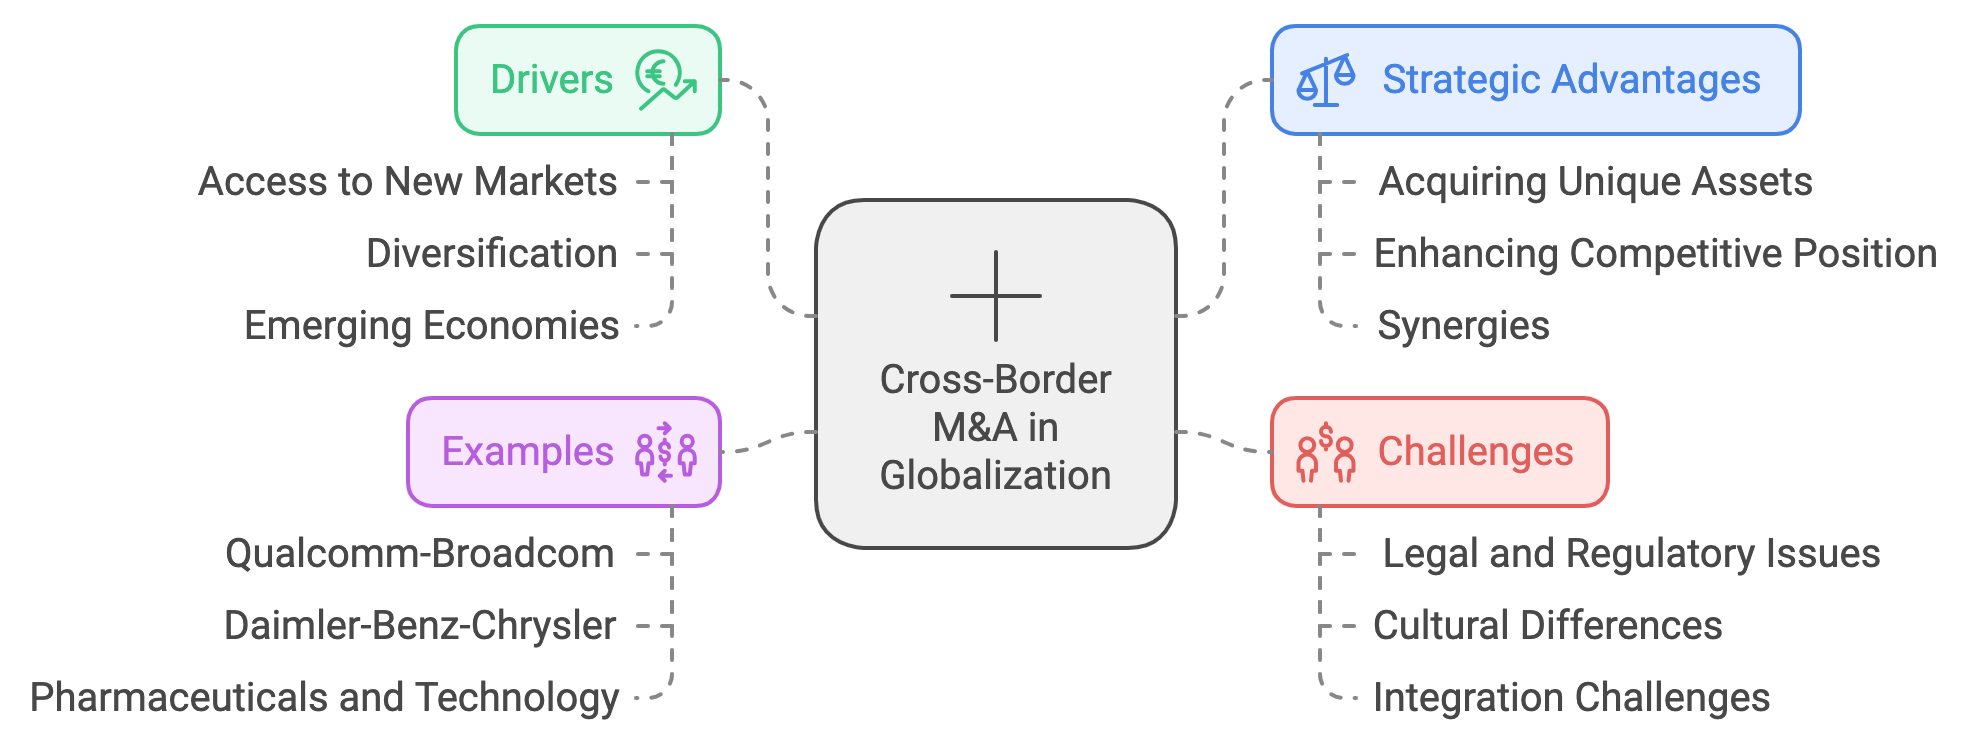 Drivers
Access to New Markets
Diversification
Emerging Economies
Examples
Qualcomm-Broadcom
Daimler-Benz-Chrysler
Pharmaceuticals and Technology
Cross-Border
M&A in
Globalization
Strategic Advantages
Acquiring Unique Assets
Enhancing Competitive Position
Synergies
Challenges
Legal and Regulatory Issues
Cultural Differences
Integration Challenges